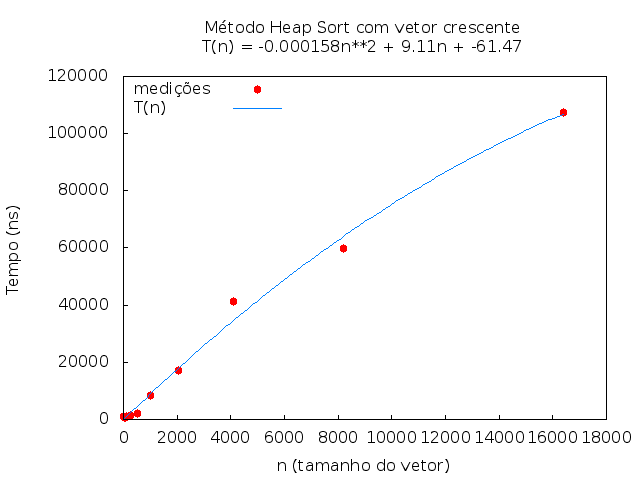 Método Heap Sort com vetor crescente
T(n) = -0.000158n**2 + 9.11n + -61.47
120000
100000
80000
60000
40000
20000
0
medições
T(n)
Tempo (ns)
0 2000 4000 6000 8000 10000 12000 14000 16000 18000
n (tamanho do vetor)